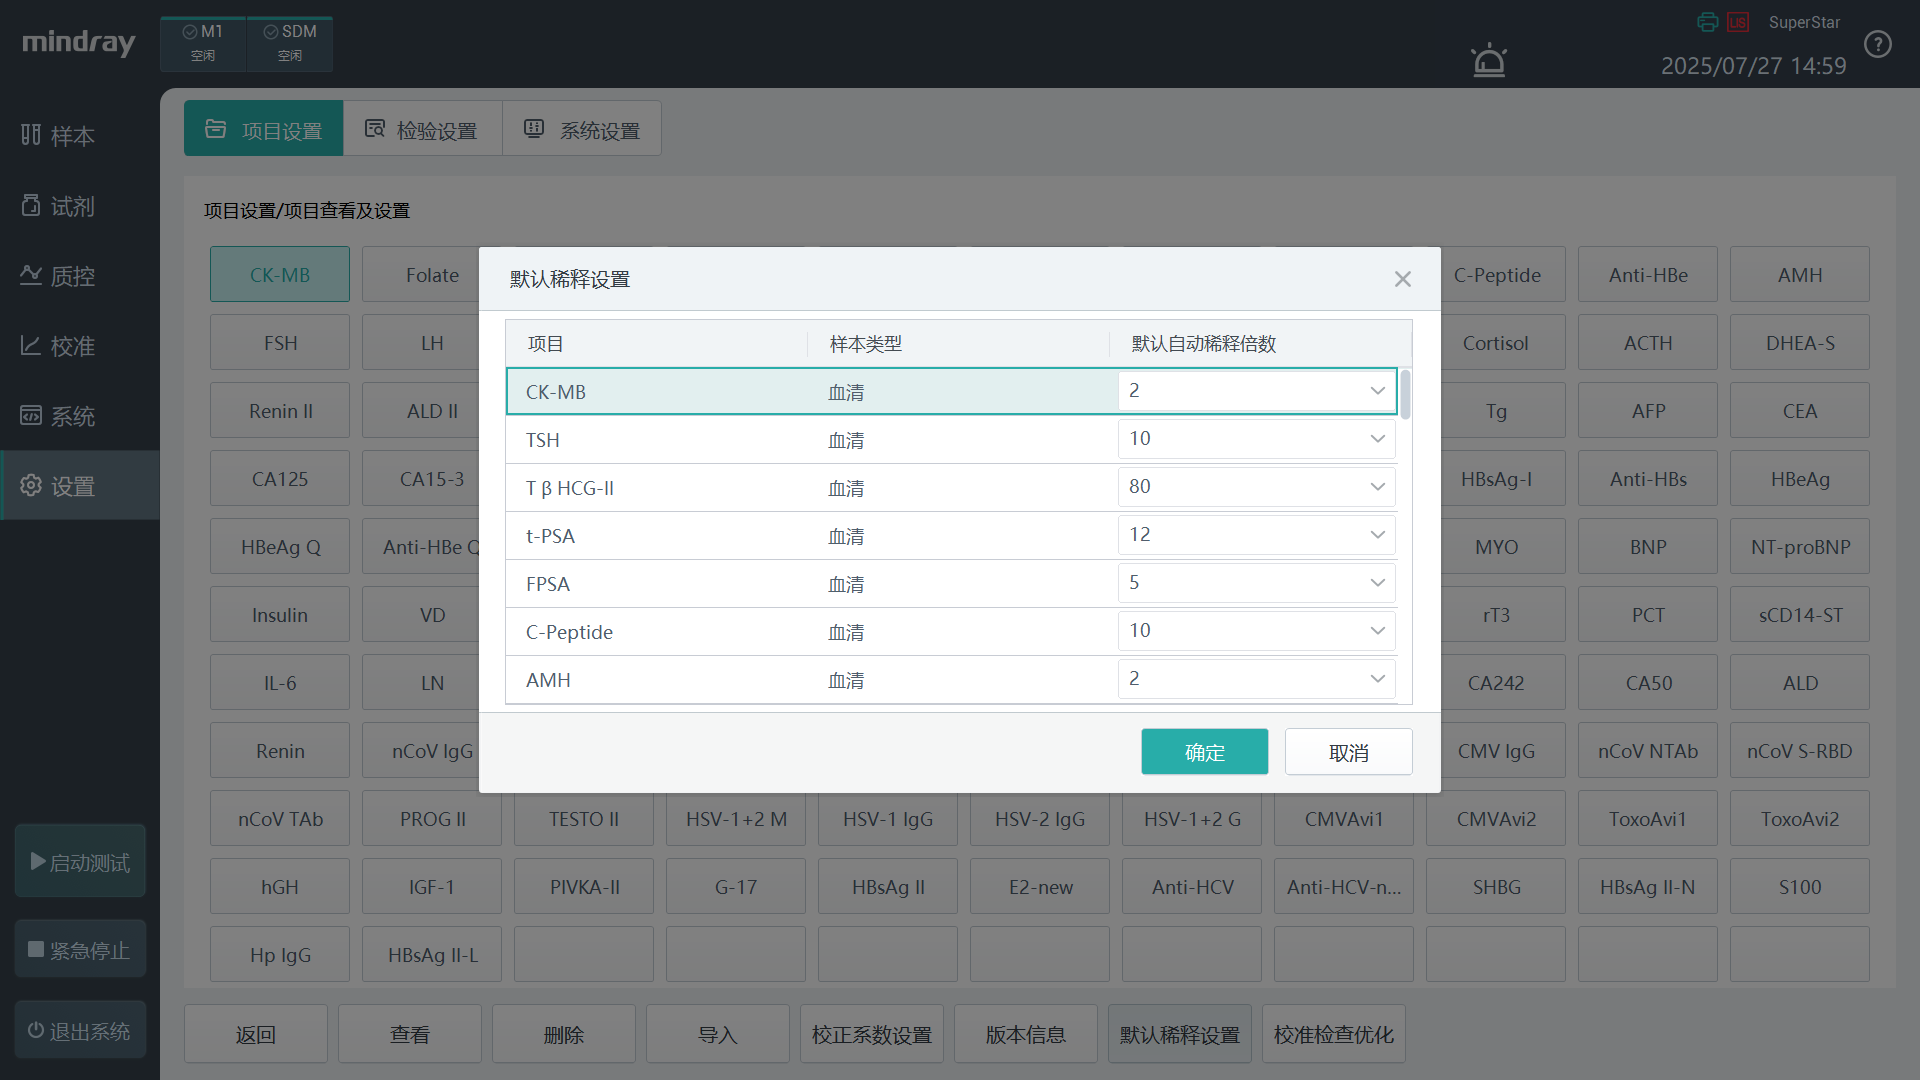 mindray
M1
空闲
SDM
空闲
LIS
SuperStar
2025/07/27 14:59
样本
试剂
质控
校准
系统
设置
启动测试
紧急停止
退出系统
项目设置
检验设置
系统设置
项目设置/项目查看及设置
CK-MB
Folate
C-Peptide
Anti-HBe
AMH
FSH
LH
Cortisol
ACTH
DHEA-S
Renin II
ALD II
Tg
AFP
CEA
CA125
CA15-3
HBsAg-I
Anti-HBs
HBeAg
HBeAg Q
Anti-HBe Q
MYO
BNP
NT-proBNP
Insulin
VD
rT3
PCT
sCD14-ST
IL-6
LN
CA242
CA50
ALD
Renin
nCoV IgG
CMV IgG
nCoV NTAb
nCoV S-RBD
nCoV TAb
PROG II
TESTO II
HSV-1+2 M
HSV-1 IgG
HSV-2 IgG
HSV-1+2 G
CMVAvi1
CMVAvi2
ToxoAvi1
ToxoAvi2
hGH
IGF-1
PIVKA-II
G-17
HBsAg II
E2-new
Anti-HCV
Anti-HCV-n...
SHBG
HBsAg II-N
S100
Hp IgG
HBsAg II-L
默认稀释设置
项目 样本类型 默认自动稀释倍数
CK-MB 血清 2
TSH 血清 10
T β HCG-II 血清 80
t-PSA 血清 12
FPSA 血清 5
C-Peptide 血清 10
AMH 血清 2
确定
取消
返回
查看
删除
导入
校正系数设置
版本信息
默认稀释设置
校准检查优化